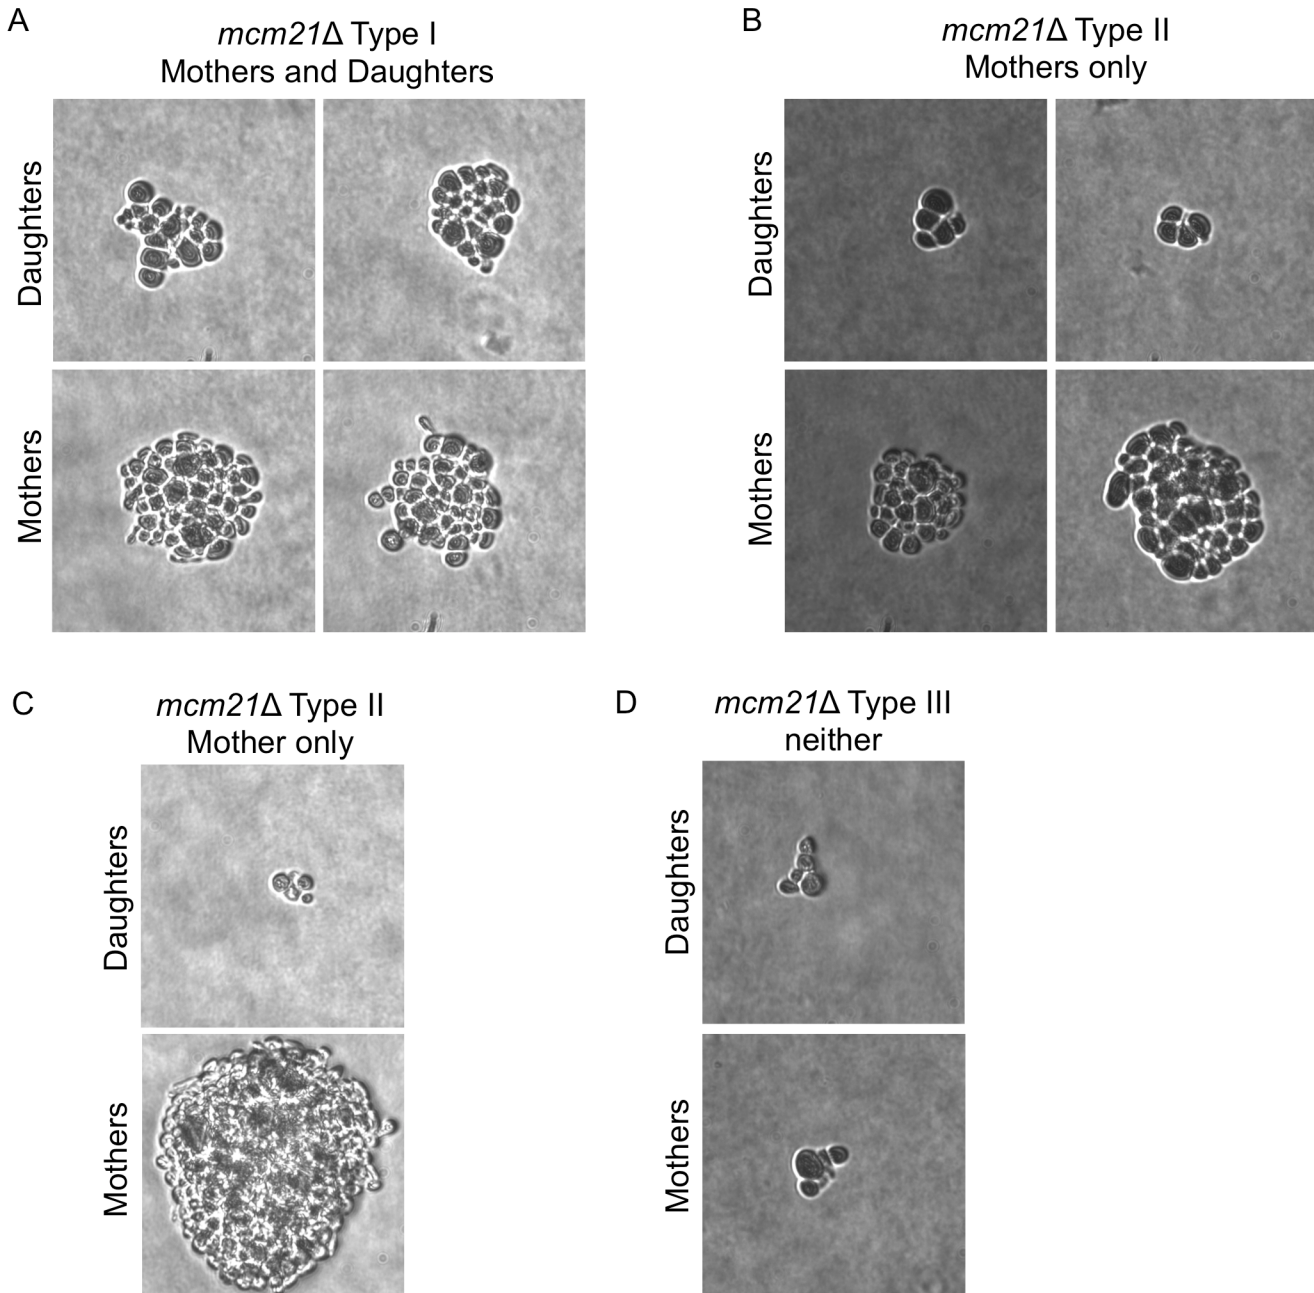 A
mcm21Δ Type I
Mothers and Daughters
Daughters
Mothers
B
mcm21Δ Type II
Mothers only
Daughters
Mothers
C
mcm21Δ Type II
Mother only
Daughters
Mothers
D
mcm21Δ Type III
neither
Daughters
Mothers